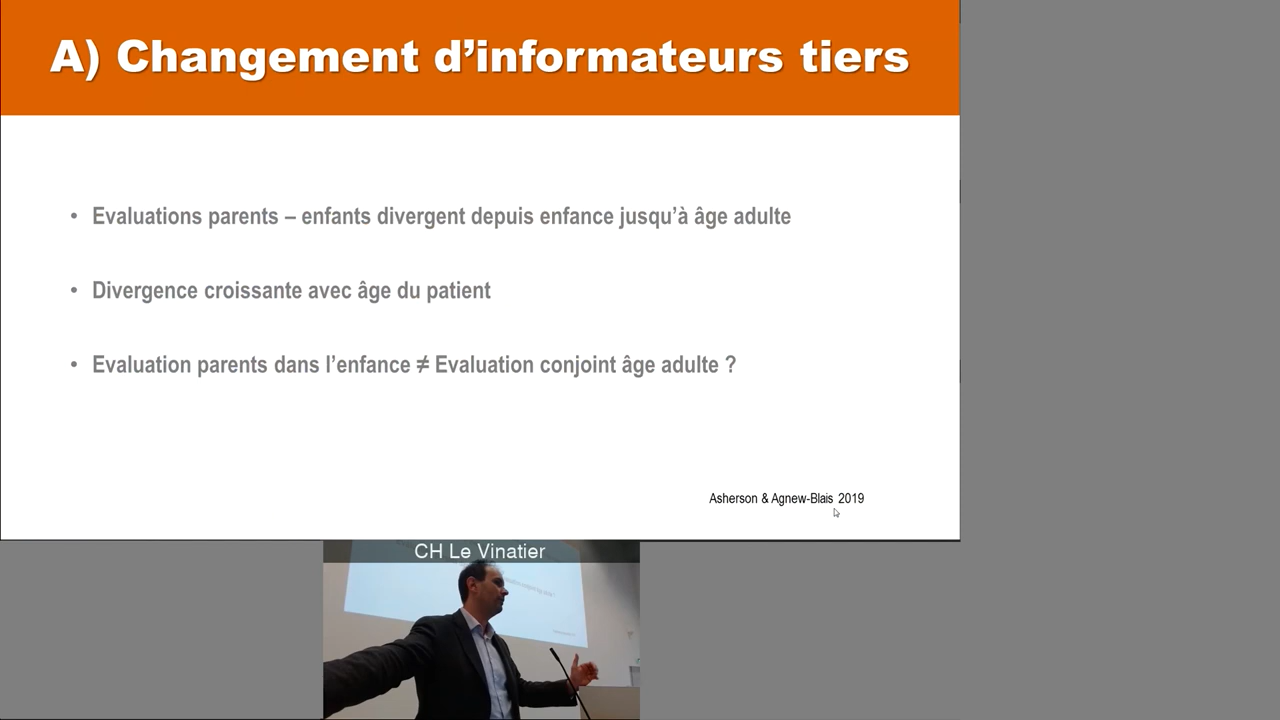 A) Changement d’informateurs tiers
• Evaluations parents – enfants divergent depuis enfance jusqu’à âge adulte
• Divergence croissante avec âge du patient
• Evaluation parents dans l’enfance ≠ Evaluation conjoint âge adulte ?
Asherson & Agnew-Blais 2019
CH Le Vinatier